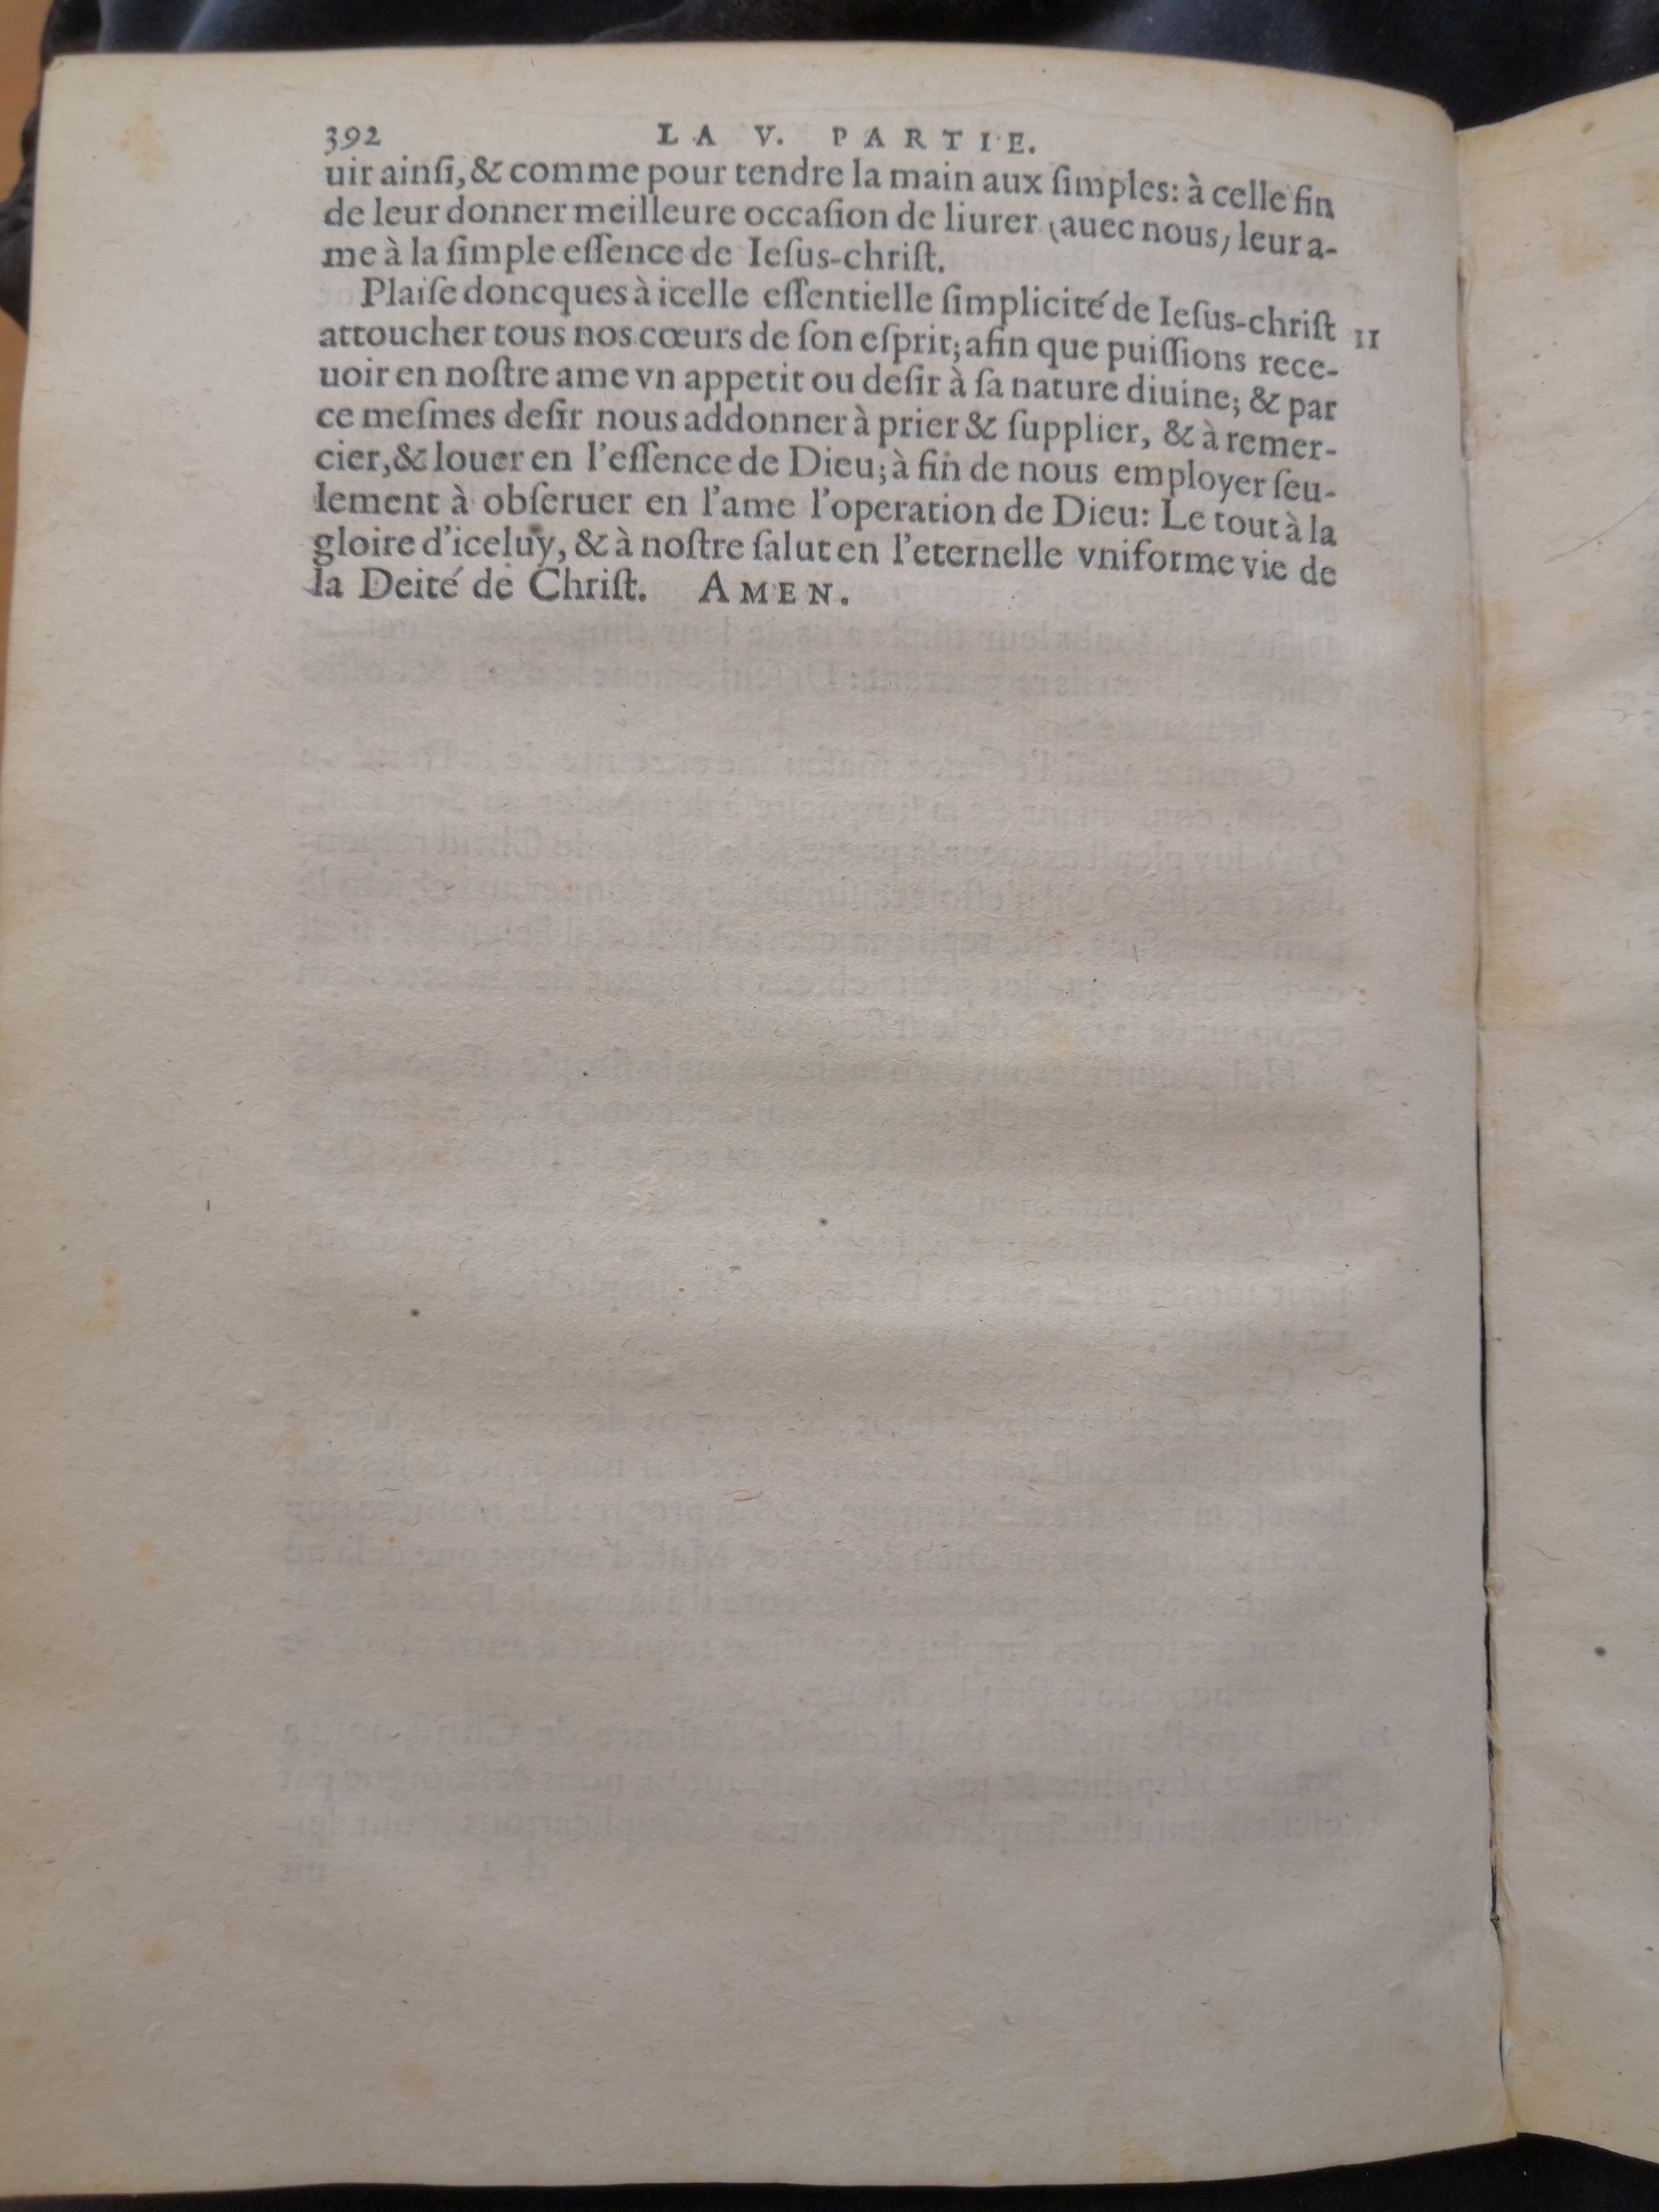 392 LA V. PARTIE.
uir ainſi, & comme pour tendre la main aux ſimples: à celle fin
de leur donner meilleure occaſion de liurer (auec nous) leur a-
me à la ſimple eſſence de Ieſus-chriſt.
Plaiſe doncques à icelle eſſentielle ſimplicité de Ieſus-chriſt 11
attoucher tous nos cœurs de ſon eſprit; afin que puiſſions rece-
uoir en noſtre ame vn appetit ou deſir à ſa nature diuine; & par
ce meſmes deſir nous addonner à prier & ſupplier, & à remer-
cier, & louer en l'eſſence de Dieu; à fin de nous employer ſeu-
lement à obſeruer en l'ame l'operation de Dieu: Le tout à la
gloire d'iceluy, & à noſtre ſalut en l'eternelle vniforme vie de
la Deité de Chriſt. AMEN.